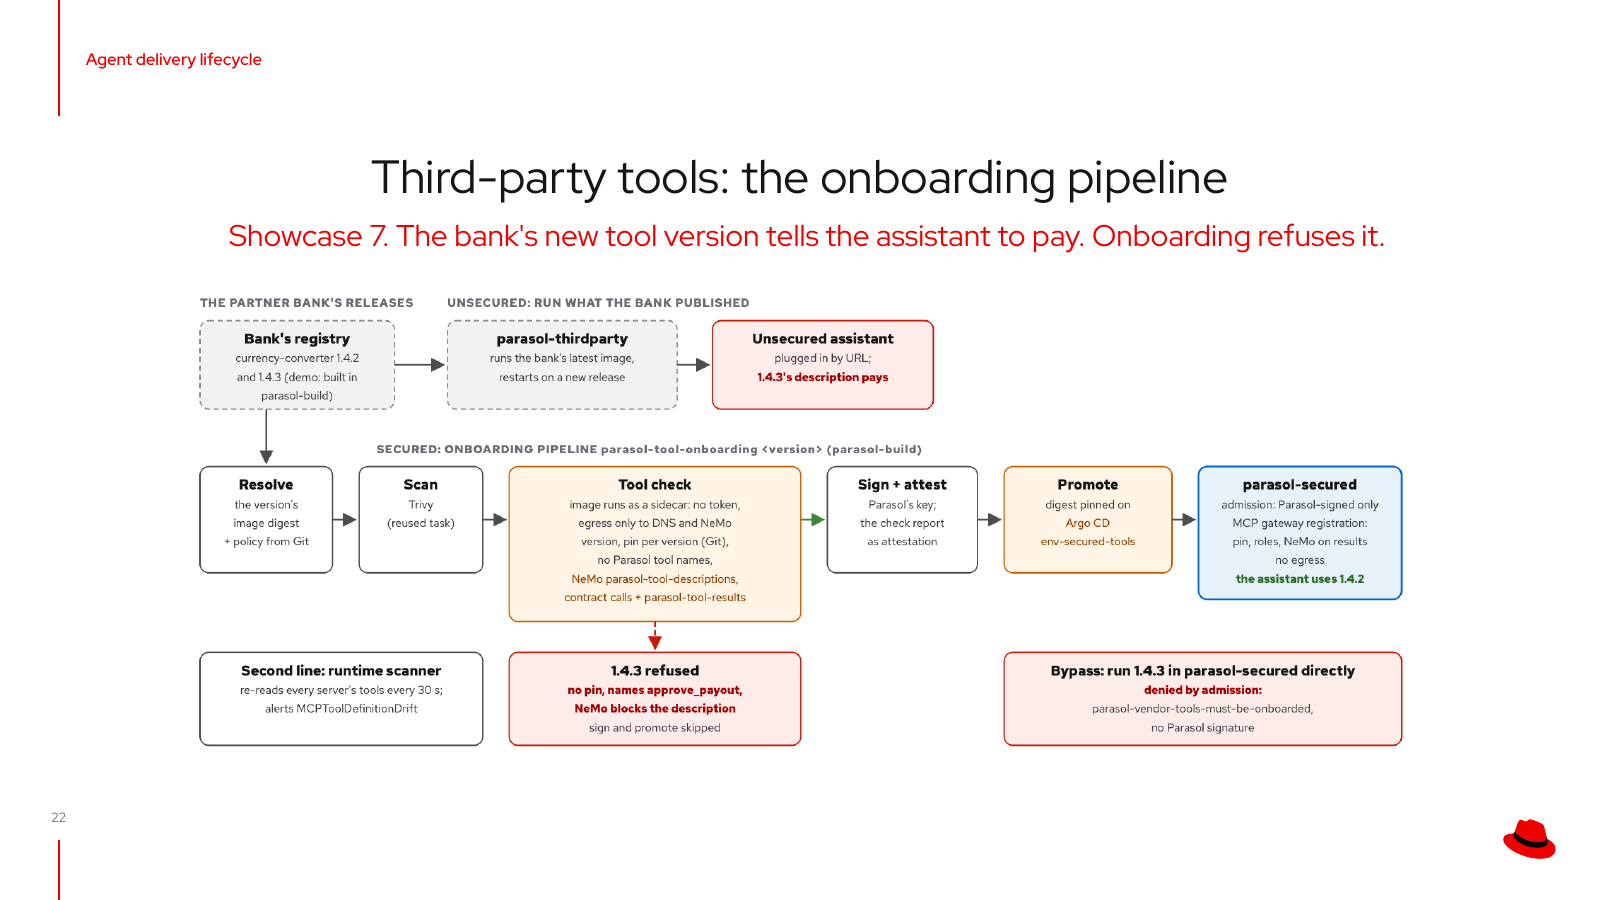 Agent delivery lifecycle
Third-party tools: the onboarding pipeline
Showcase 7. The bank's new tool version tells the assistant to pay. Onboarding refuses it.
THE PARTNER BANK'S RELEASES
UNSECURED: RUN WHAT THE BANK PUBLISHED
Bank's registry
currency-converter 1.4.2
and 1.4.3 (demo: built in
parasol-build)
parasol-thirdparty
runs the bank's latest image,
restarts on a new release
Unsecured assistant
plugged in by URL;
1.4.3's description pays
SECURED: ONBOARDING PIPELINE parasol-tool-onboarding <version> (parasol-build)
Resolve
the version's
image digest
+ policy from Git
Scan
Trivy
(reused task)
Tool check
image runs as a sidecar: no token,
egress only to DNS and NeMo
version, pin per version (Git),
no Parasol tool names,
NeMo parasol-tool-descriptions,
contract calls + parasol-tool-results
Sign + attest
Parasol's key;
the check report
as attestation
Promote
digest pinned on
Argo CD
env-secured-tools
parasol-secured
admission: Parasol-signed only
MCP gateway registration:
pin, roles, NeMo on results
no egress
the assistant uses 1.4.2
Second line: runtime scanner
re-reads every server's tools every 30 s;
alerts MCPToolDefinitionDrift
1.4.3 refused
no pin, names approve_payout,
NeMo blocks the description
sign and promote skipped
Bypass: run 1.4.3 in parasol-secured directly
denied by admission:
parasol-vendor-tools-must-be-onboarded,
no Parasol signature
22